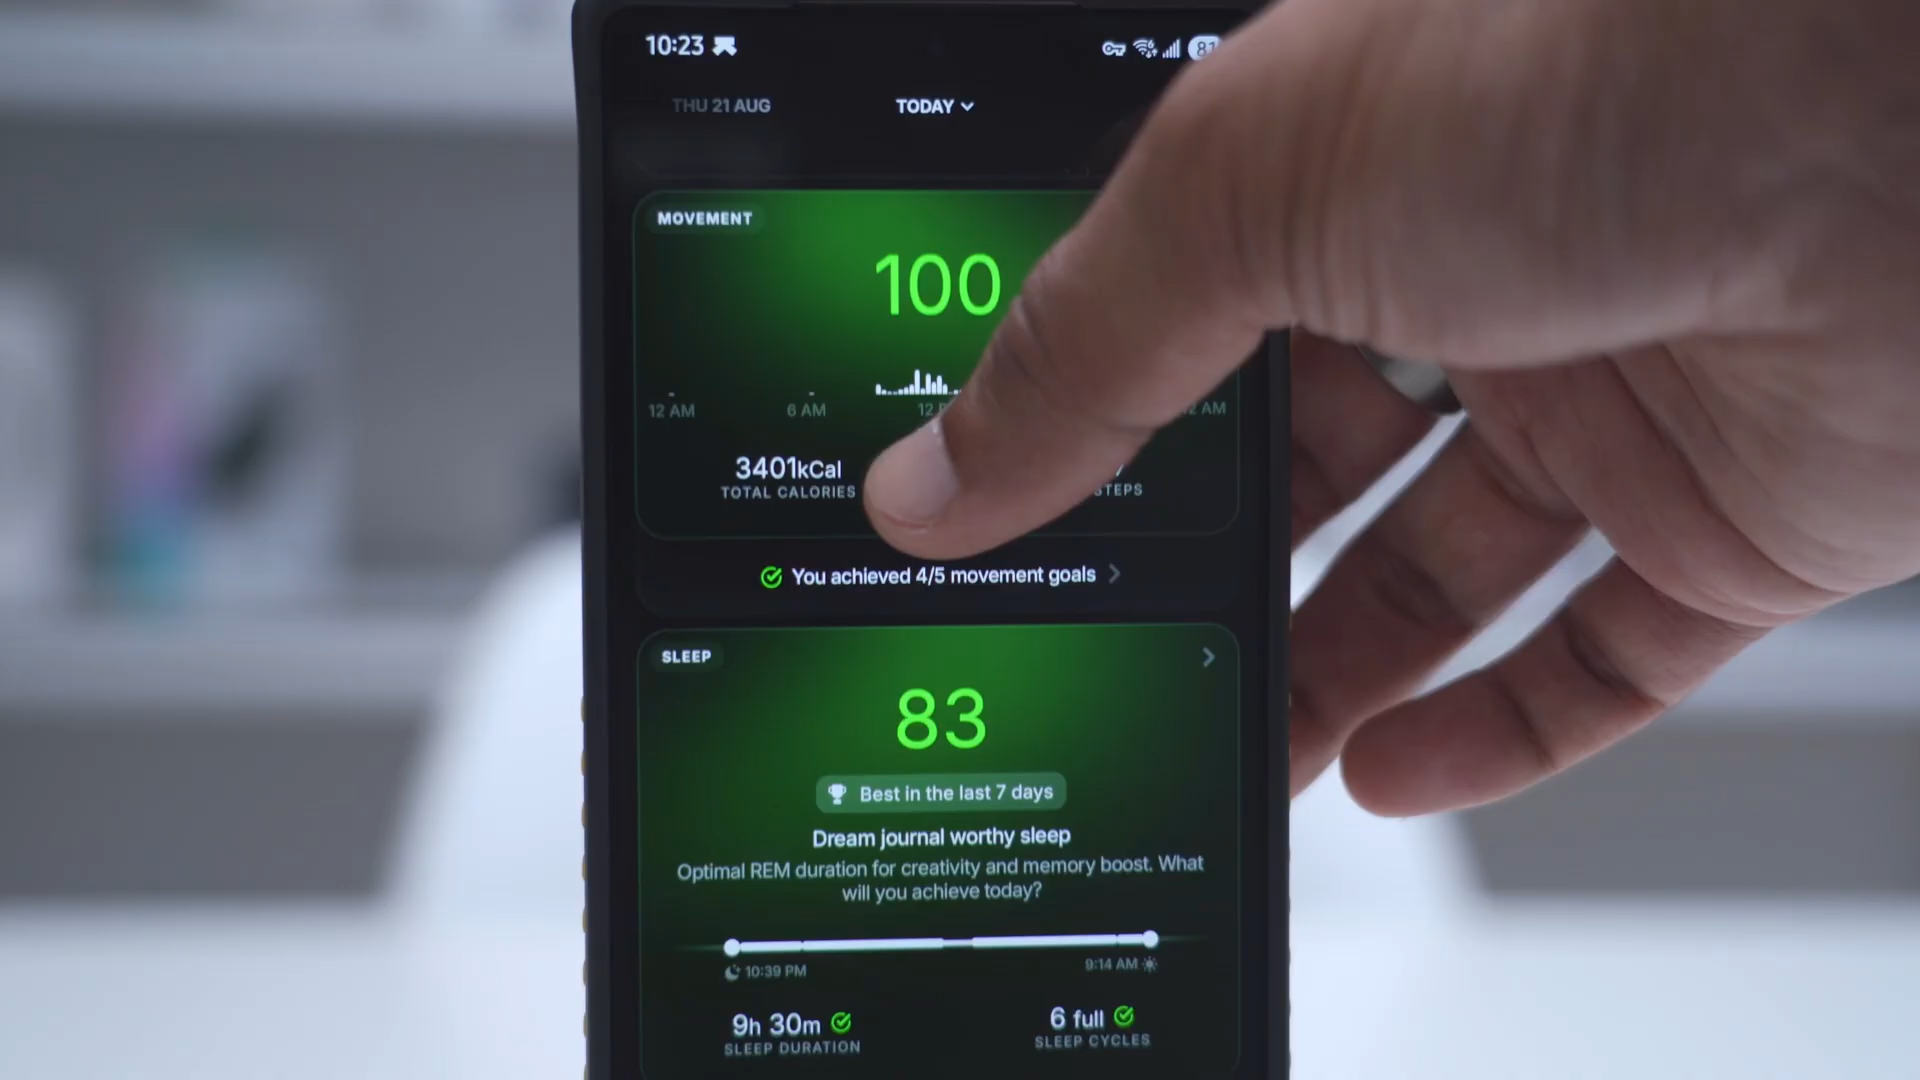 10:23
THU 21 AUG
TODAY
MOVEMENT
100
12 AM
6 AM
AM
3401kCal
TOTAL CALORIES
STEPS
You achieved 4/5 movement goals
SLEEP
83
Best in the last 7 days
Dream journal worthy sleep
Optimal REM duration for creativity and memory boost. What
will you achieve today?
10:39 PM
9:14 AM
9h 30m
6 full
SLEEP DURATION
SLEEP CYCLES